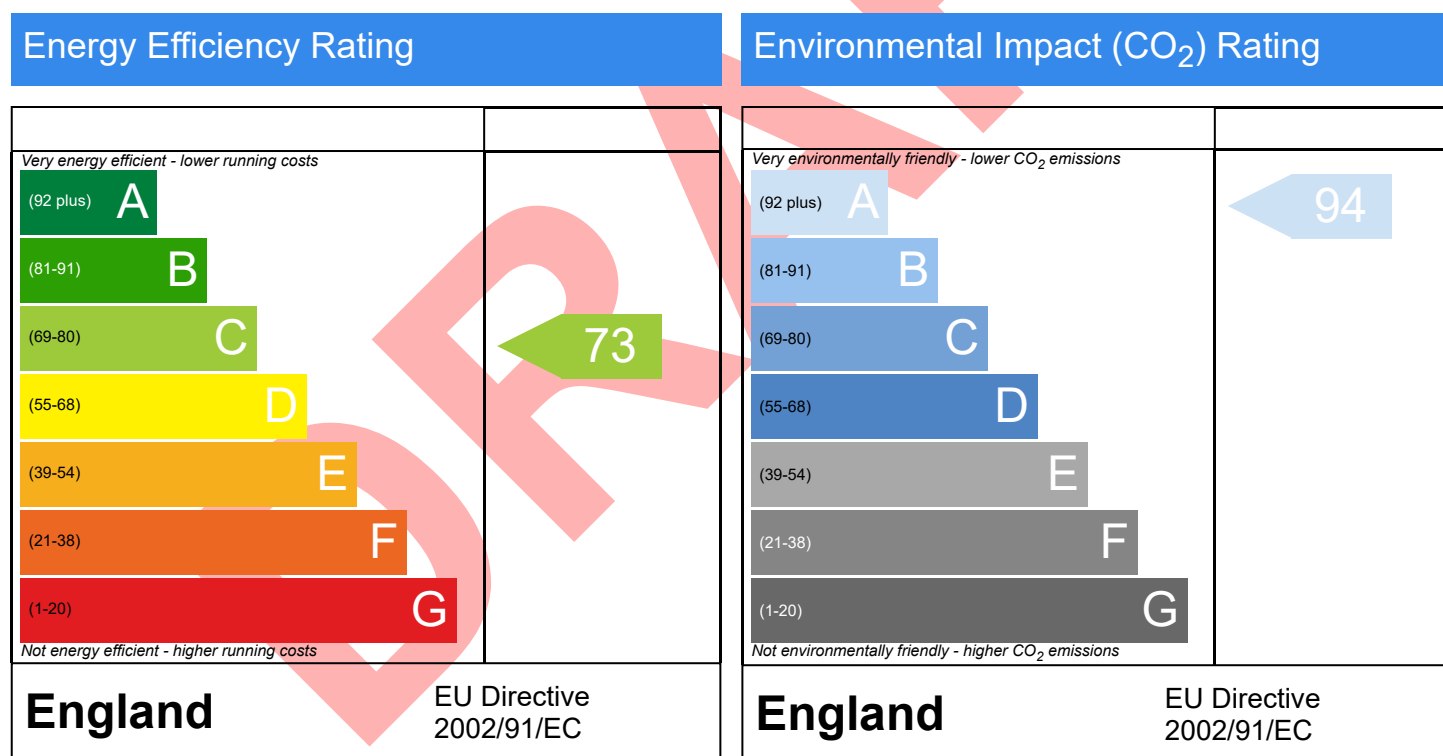 Energy Efficiency Rating
Very energy efficient - lower running costs
(92 plus) A
(81-91) B
(69-80) C
73
(55-68) D
(39-54) E
(21-38) F
(1-20) G
Not energy efficient - higher running costs
England
EU Directive
2002/91/EC
Environmental Impact (CO₂) Rating
Very environmentally friendly - lower CO₂ emissions
(92 plus) A
94
(81-91) B
(69-80) C
(55-68) D
(39-54) E
(21-38) F
(1-20) G
Not environmentally friendly - higher CO₂ emissions
England
EU Directive
2002/91/EC